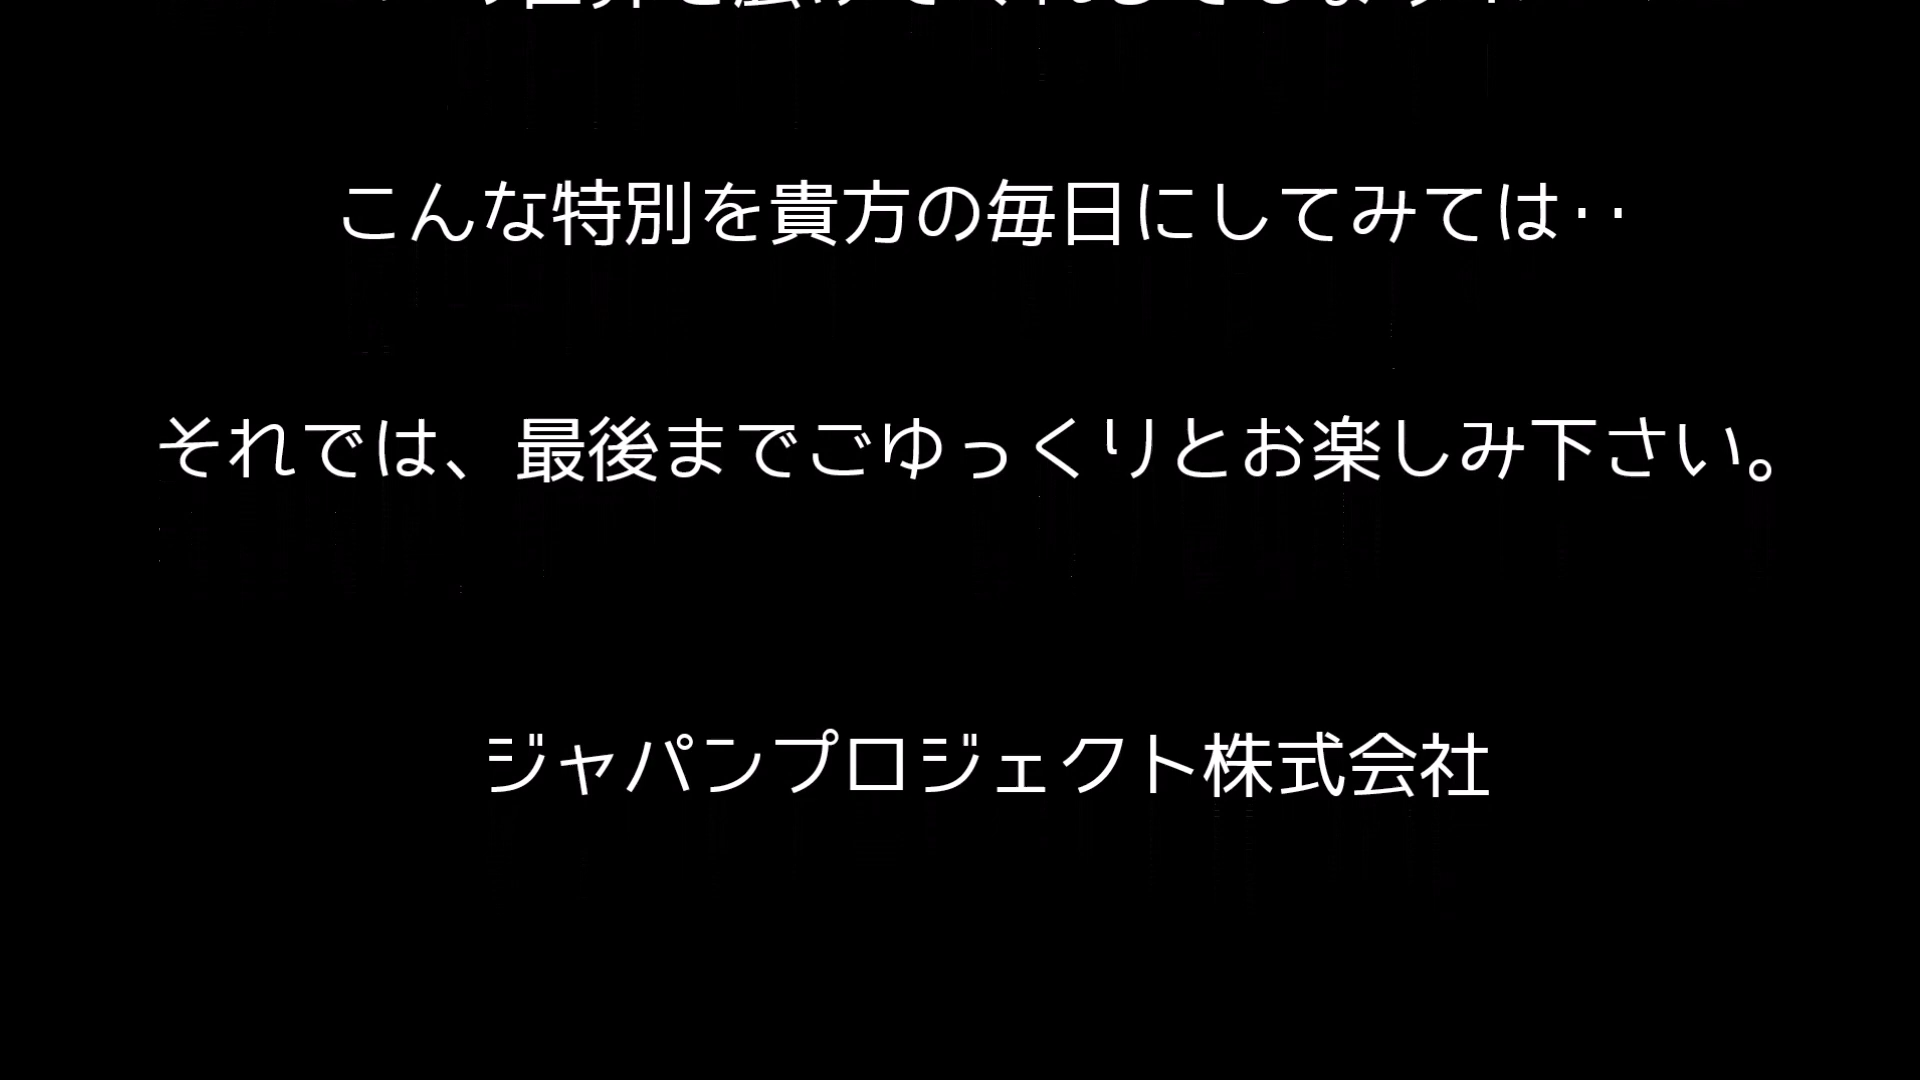 こんな特別を貴方の毎日にしてみては‥
それでは、最後までごゆっくりとお楽しみ下さい。
ジャパンプロジェクト株式会社